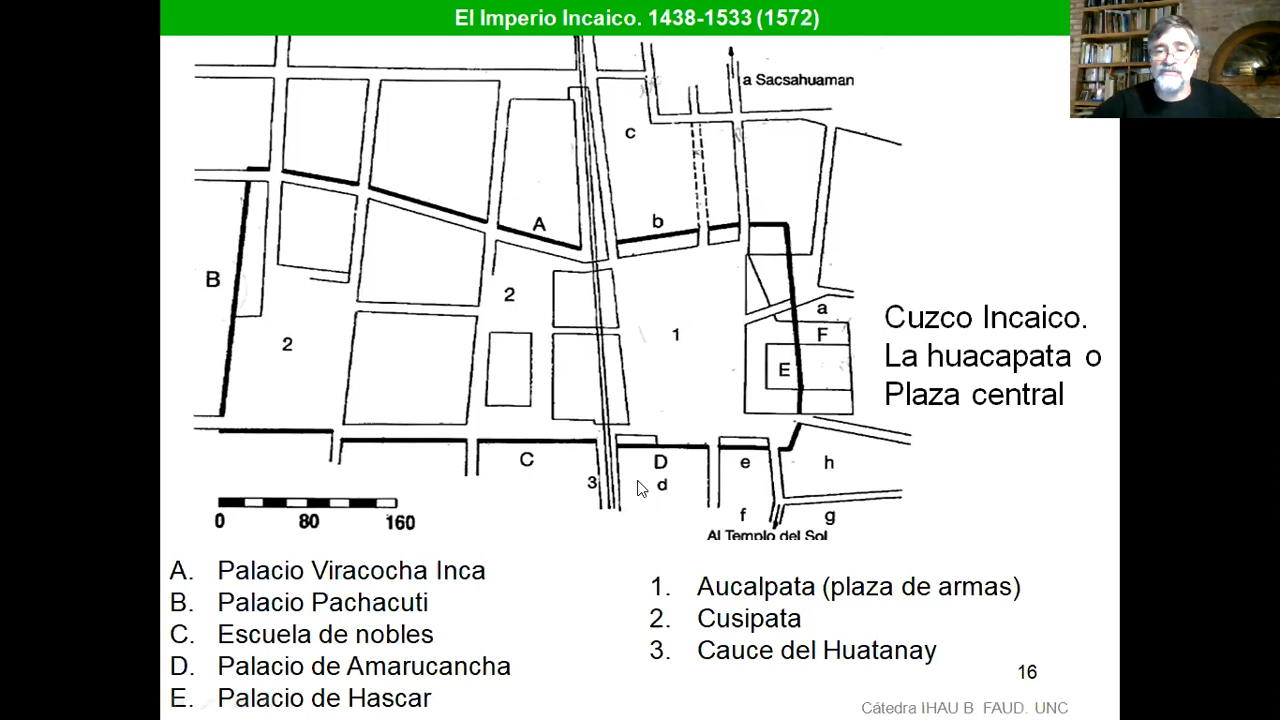 El Imperio Incaico. 1438-1533 (1572)
a Sacsahuaman
c
A
b
B
2
a
2
1
F
E
Cuzco Incaico.
La huacapata o
Plaza central
C
D
e
h
3
d
f
g
Al Templo del Sol
0 80 160
A. Palacio Viracocha Inca
B. Palacio Pachacuti
C. Escuela de nobles
D. Palacio de Amarucancha
E. Palacio de Hascar
1. Aucalpata (plaza de armas)
2. Cusipata
3. Cauce del Huatanay
16
Cátedra IHAU B FAUD. UNC